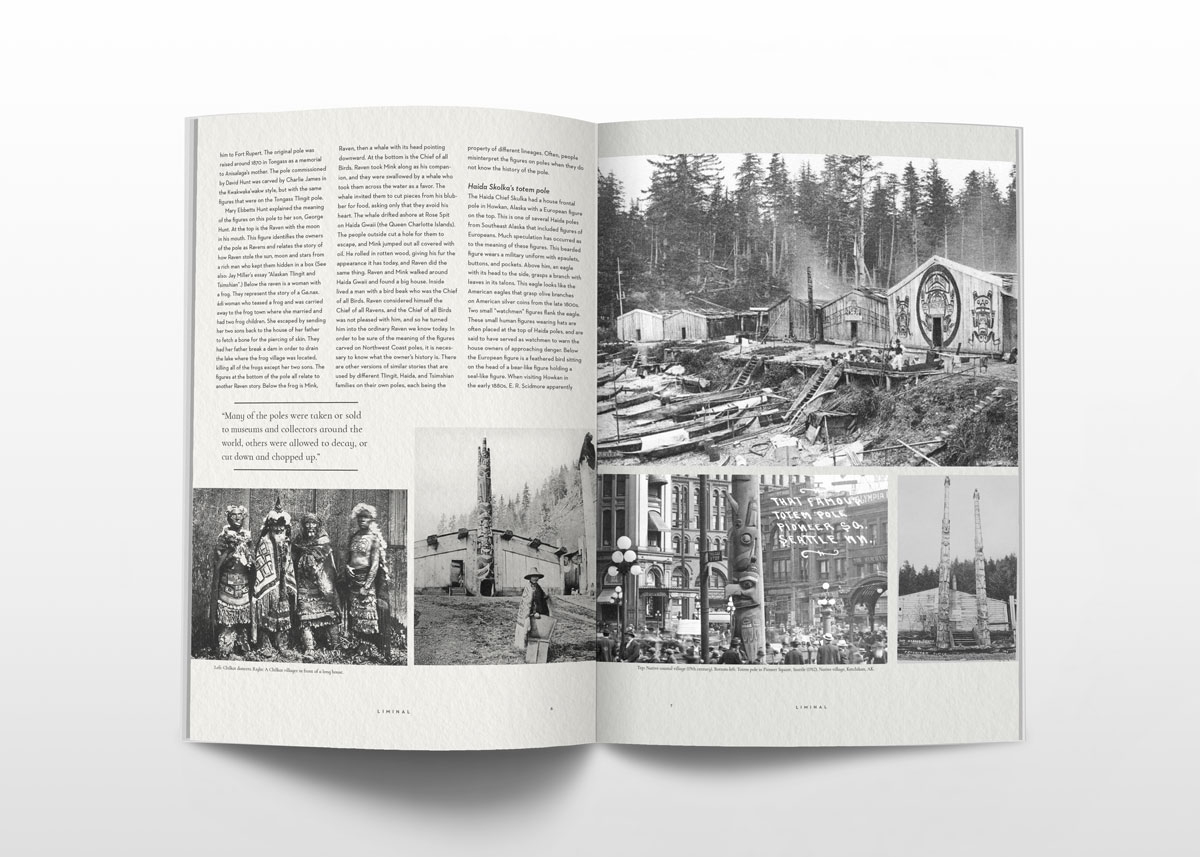 him to Fort Rupert. The original pole was
raised around 1870 in Tongass as a memorial
to Anisalaga's mother. The pole commissioned
by David Hunt was carved by Charlie James in
the Kwakwaka'wakw style, but with the same
figures that were on the Tongass Tlingit pole.
Mary Ebbetts Hunt explained the meaning
of the figures on this pole to her son, George
Hunt. At the top is the Raven with the moon
in his mouth. This figure identifies the owners
of the pole as Ravens and relates the story of
how Raven stole the sun, moon and stars from
a rich man who kept them hidden in a box (See
also: Jay Miller's essay "Alaskan Tlingit and
Tsimshian".) Below the raven is a woman with
a frog. They represent the story of a Ga.nax.
ádi woman who teased a frog and was carried
away to the frog town where she married and
had two frog children. She escaped by sending
her two sons back to the house of her father
to fetch a bone for the piercing of skin. They
had her father break a dam in order to drain
the lake where the frog village was located,
killing all of the frogs except her two sons. The
figures at the bottom of the pole all relate to
another Raven story. Below the frog is Mink,
Raven, then a whale with its head pointing
downward. At the bottom is the Chief of all
Birds. Raven took Mink along as his compan-
ion, and they were swallowed by a whale who
took them across the water as a favor. The
whale invited them to cut pieces from his blub-
ber for food, asking only that they avoid his
heart. The whale drifted ashore at Rose Spit
on Haida Gwaii (the Queen Charlotte Islands).
The people outside cut a hole for them to
escape, and Mink jumped out all covered with
oil. He rolled in rotten wood, giving his fur the
appearance it has today, and Raven did the
same thing. Raven and Mink walked around
Haida Gwaii and found a big house. Inside
lived a man with a bird beak who was the Chief
of all Birds. Raven considered himself the
Chief of all Ravens, and the Chief of all Birds
was not pleased with him, and so he turned
him into the ordinary Raven we know today. In
order to be sure of the meaning of the figures
carved on Northwest Coast poles, it is neces-
sary to know what the owner's history is. There
are other versions of similar stories that are
used by different Tlingit, Haida, and Tsimshian
families on their own poles, each being the
property of different lineages. Often, people
misinterpret the figures on poles when they do
not know the history of the pole.
Haida Skolka's totem pole
The Haida Chief Skulka had a house frontal
pole in Howkan, Alaska with a European figure
on the top. This is one of several Haida poles
from Southeast Alaska that included figures of
Europeans. Much speculation has occurred as
to the meaning of these figures. This bearded
figure wears a military uniform with epaulets,
buttons, and pockets. Above him, an eagle
with its head to the side, grasps a branch with
leaves in its talons. This eagle looks like the
American eagles that grasp olive branches
on American silver coins from the late 1800s.
Two small "watchmen" figures flank the eagle.
These small human figures wearing hats are
often placed at the top of Haida poles, and are
said to have served as watchmen to warn the
house owners of approaching danger. Below
the European figure is a feathered bird sitting
on the head of a bear-like figure holding a
seal-like figure. When visiting Howkan in
the early 1880s, E. R. Scidmore apparently
"Many of the poles were taken or sold
to museums and collectors around the
world, others were allowed to decay, or
cut down and chopped up."
THAT FAMOUS
TOTEM POLE
PIONEER SQ,
SEATTLE WN.
Left: Chilkat dancers. Right: A Chilkat villager in front of a long house.
Top: Native coastal village (19th century). Bottom left: Totem pole in Pioneer Square, Seattle (1912). Native village, Ketchikan, AK
LIMINAL
6
7
LIMINAL